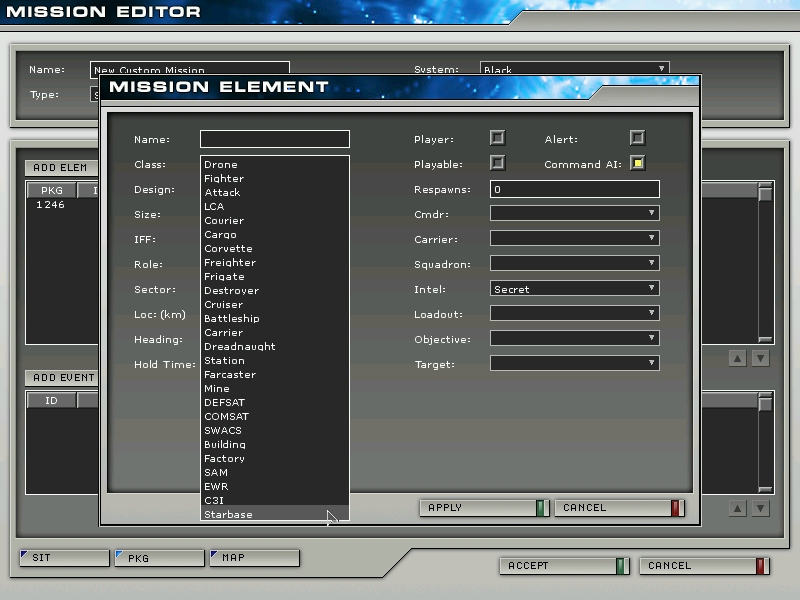 MISSION EDITOR
Name: New Custom Mission System: Black
Type:
MISSION ELEMENT
Name: Player: Alert:
Class: Playable: Command AI:
Design: Respawns: 0
Size: Cmdr:
IFF: Carrier:
Role: Squadron:
Sector: Intel: Secret
Loc: (km) Loadout:
Heading: Objective:
Hold Time: Target:
Drone
Fighter
Attack
LCA
Courier
Cargo
Corvette
Freighter
Frigate
Destroyer
Cruiser
Battleship
Carrier
Dreadnaught
Station
Farcaster
Mine
DEFSAT
COMSAT
SWACS
Building
Factory
SAM
EWR
C3I
Starbase
ADD ELEM
PKG
1246
ADD EVENT
ID
APPLY CANCEL
SIT PKG MAP
ACCEPT CANCEL